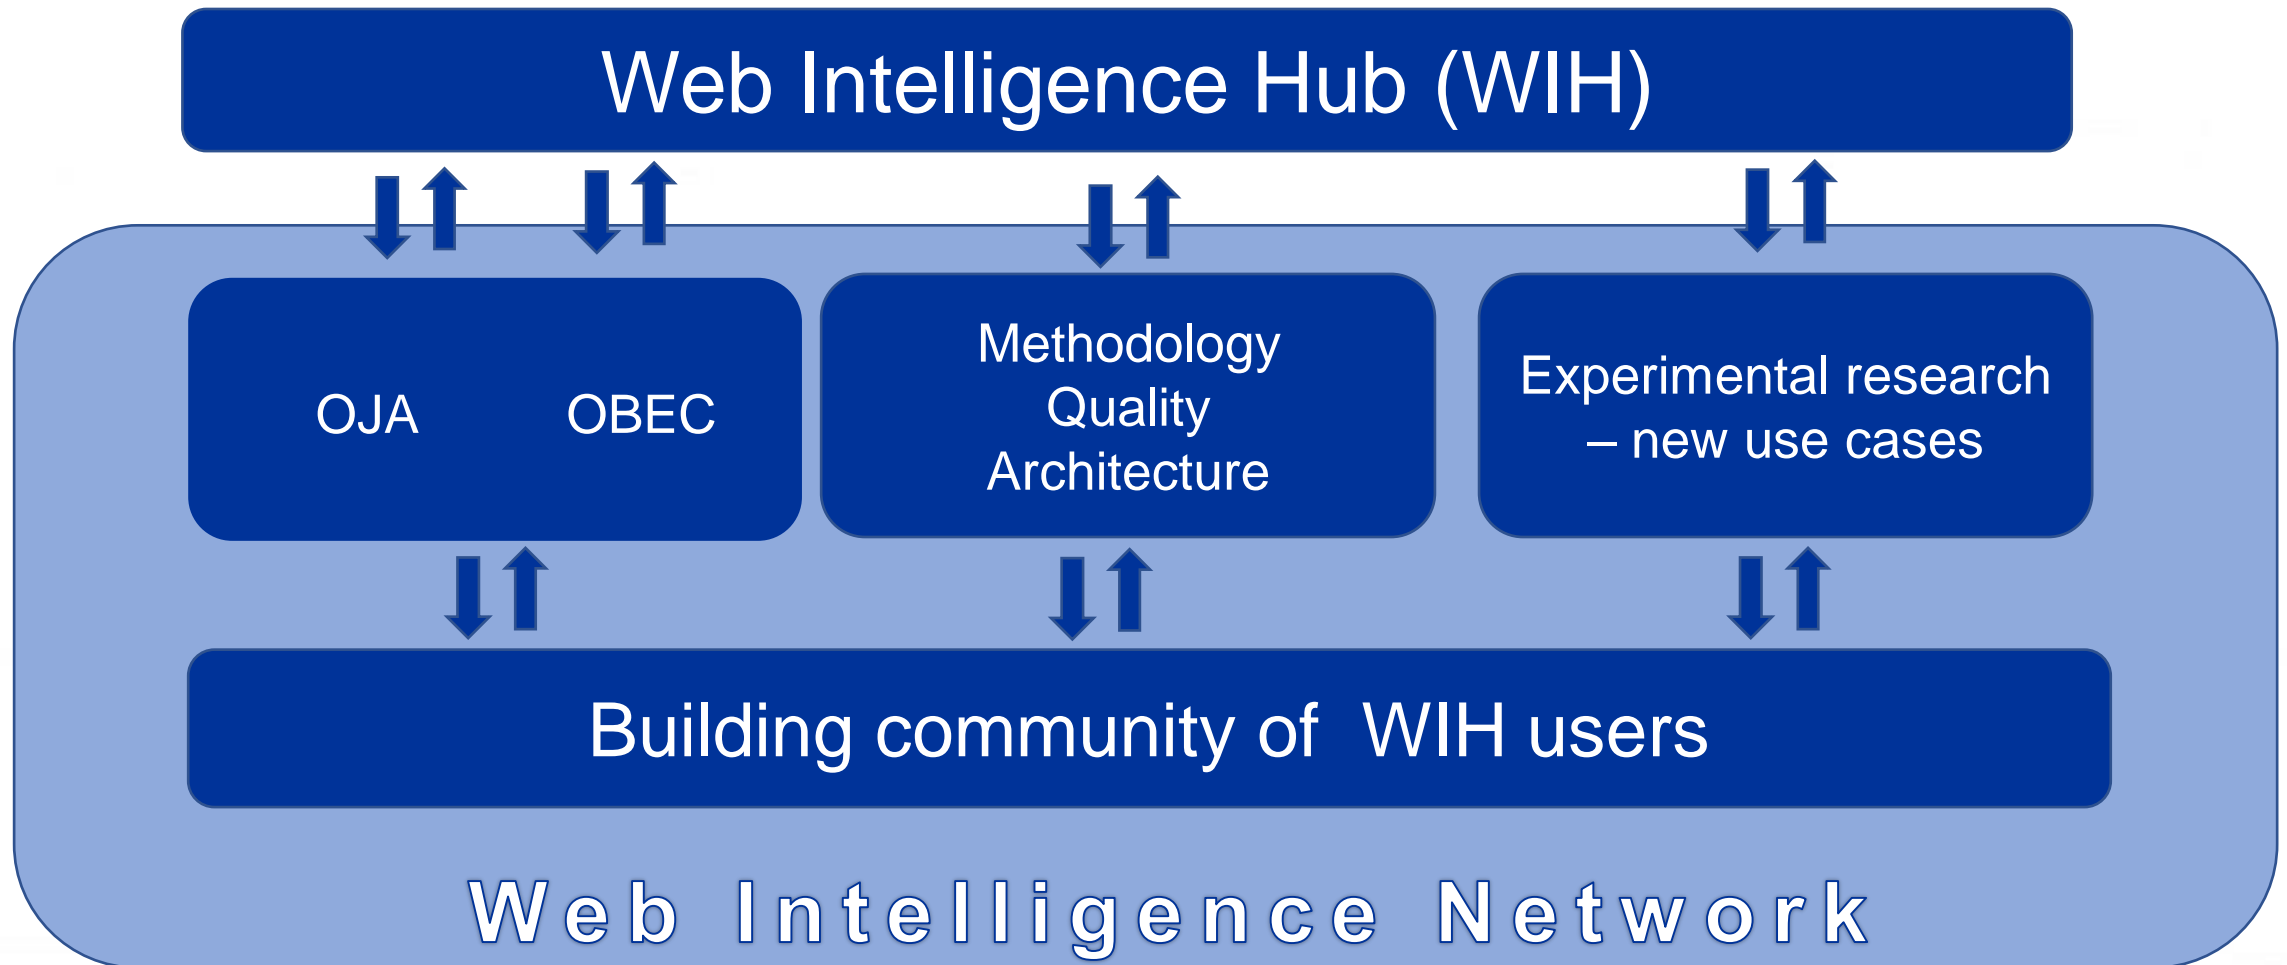 Web Intelligence Hub (WIH)
OJA OBEC
Methodology
Quality
Architecture
Experimental research
– new use cases
Building community of WIH users
Web Intelligence Network